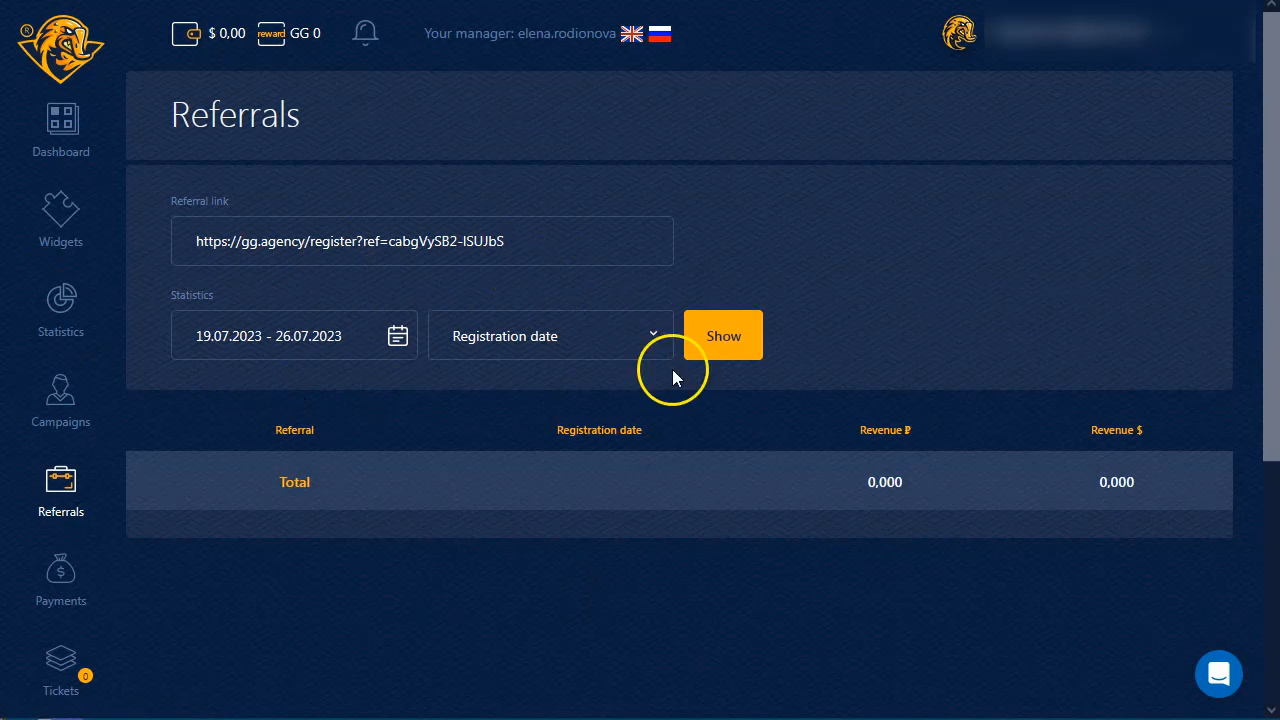 $ 0,00 reward GG 0 Your manager: elena.rodionova
Referrals
Dashboard
Widgets
Statistics
Campaigns
Referrals
Payments
Tickets
0
Referral link
https://gg.agency/register?ref=cabgVySB2-ISUJbS
Statistics
19.07.2023 - 26.07.2023 Registration date Show
Referral Registration date Revenue ₽ Revenue $
Total 0,000 0,000